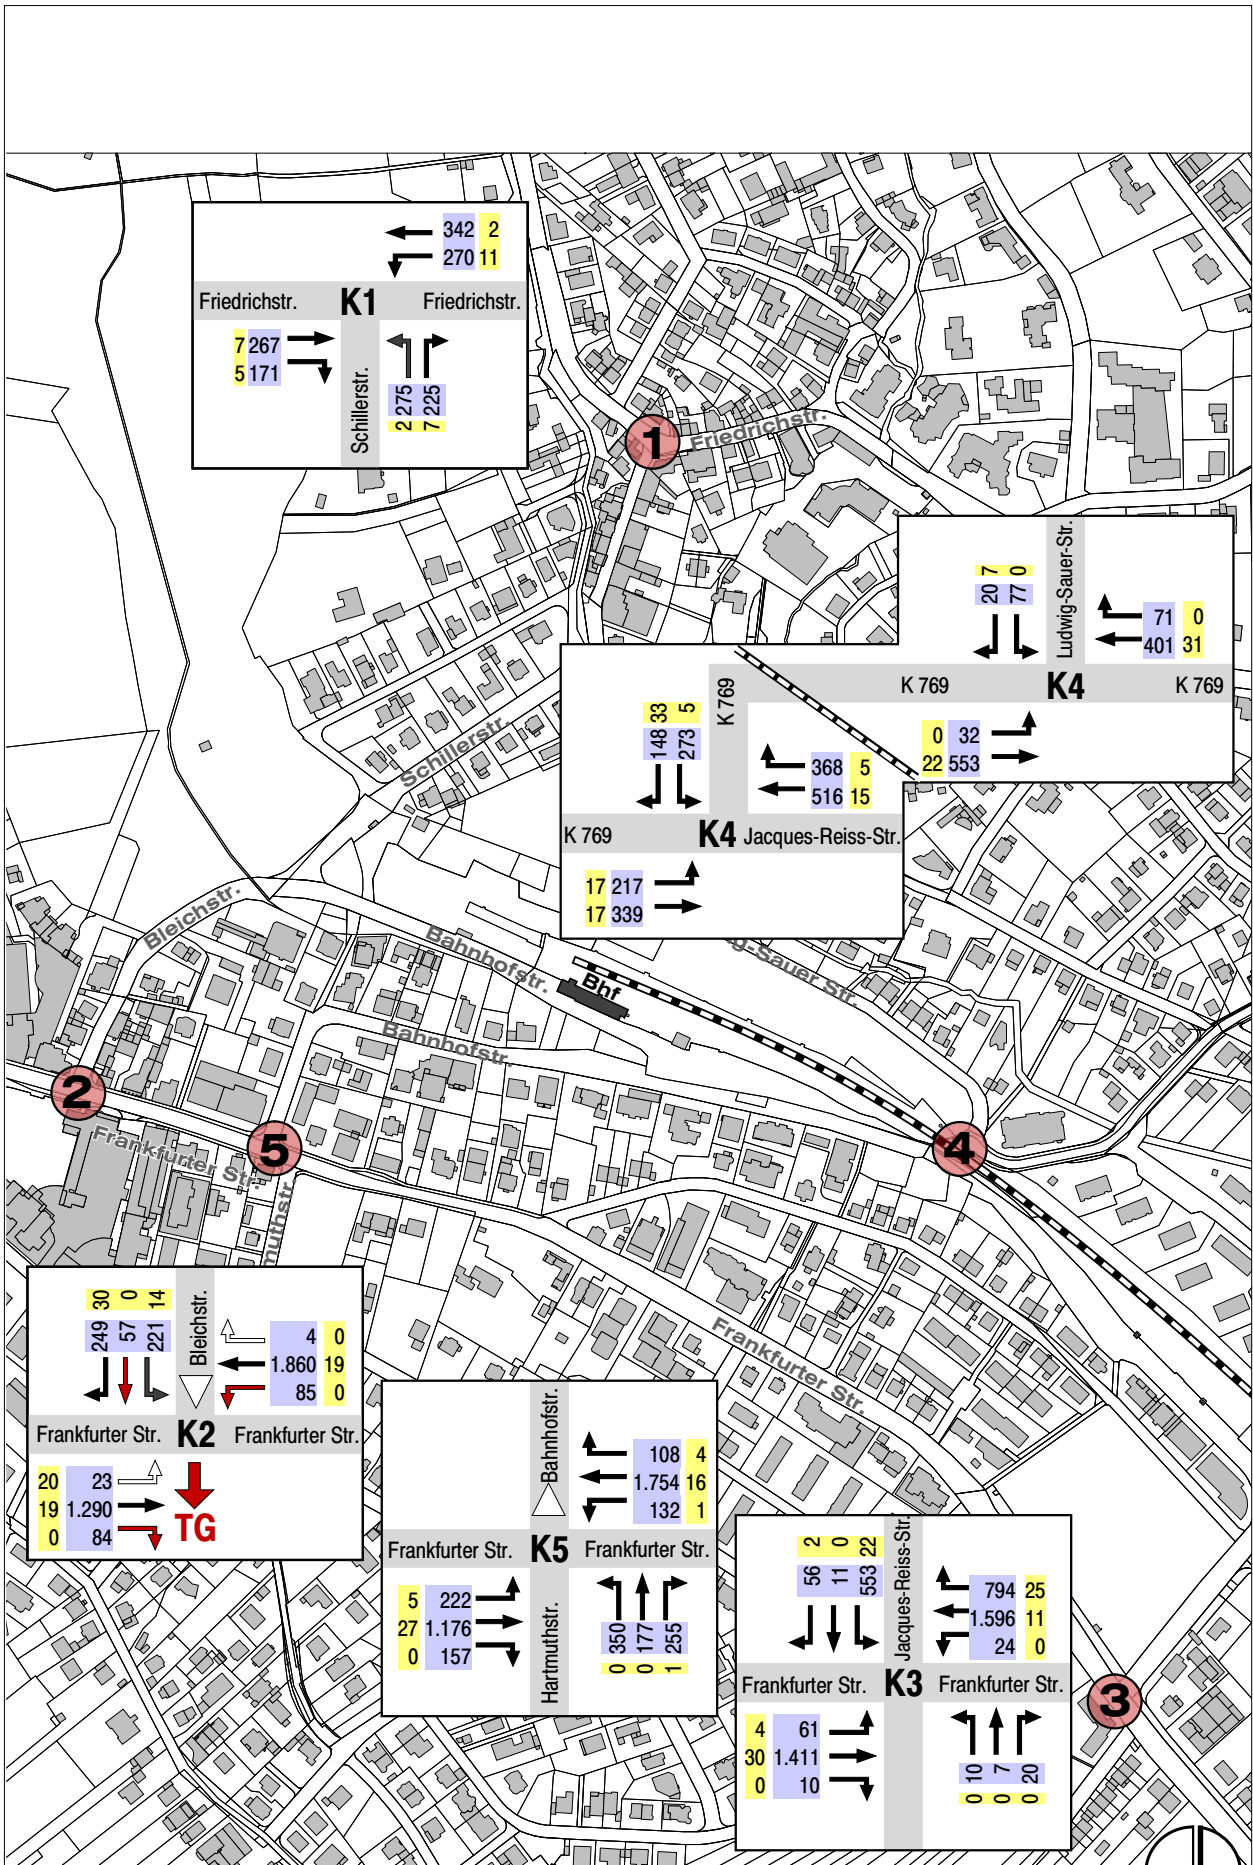 342 2
270 11
Friedrichstr. K1 Friedrichstr.
7 267
5 171
Schillerstr.
2 275
7 225
1
Friedrichstr.
Ludwig-Sauer-Str.
20 7
77 0
71 0
401 31
K 769 K4 K 769
0 32
22 553
K 769
148 33
273 5
368 5
516 15
K 769 K4 Jacques-Reiss-Str.
17 217
17 339
Schillerstr.
Bleichstr.
Bahnhofstr.
g-Sauer Str.
Bhf
Bahnhofstr.
2
5
4
Frankfurter Str.
muthstr.
Frankfurter Str.
249 30
57 0
221 14
Bleichstr.
4 0
1.860 19
85 0
Frankfurter Str. K2 Frankfurter Str.
20 23
19 1.290
0 84
TG
Bahnhofstr.
108 4
1.754 16
132 1
Frankfurter Str. K5 Frankfurter Str.
5 222
27 1.176
0 157
Hartmuthstr.
0 350
0 177
1 255
56 2
11 0
553 22
Jacques-Reiss-Str.
794 25
1.596 11
24 0
Frankfurter Str. K3 Frankfurter Str.
4 61
30 1.411
0 10
0 10
0 7
0 20
3